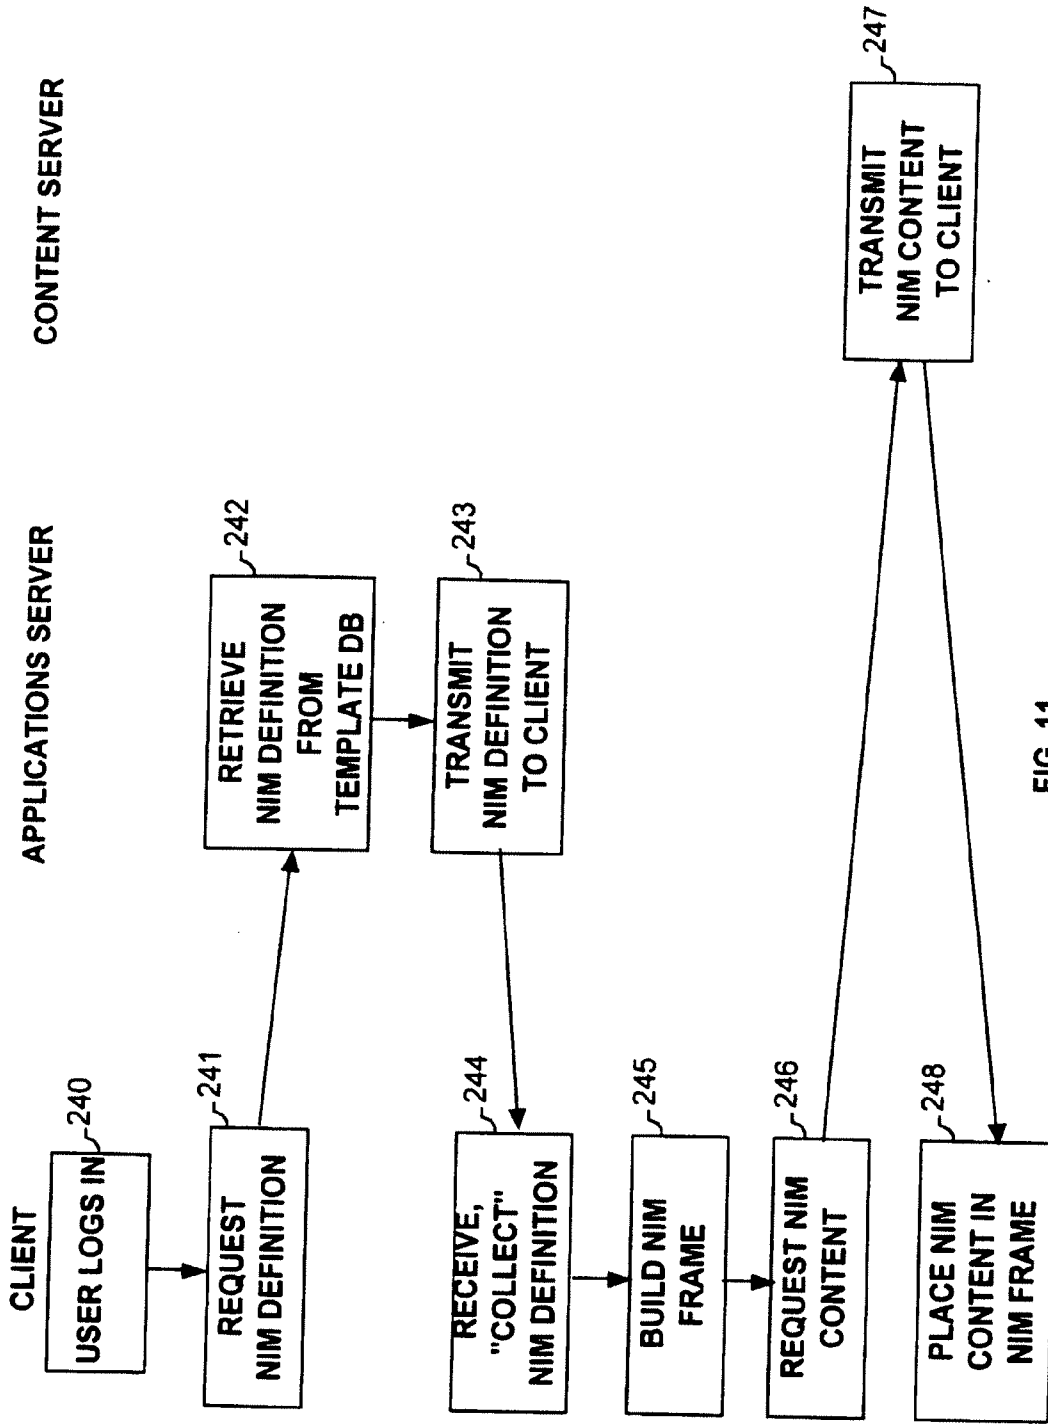 CLIENT
APPLICATIONS SERVER
CONTENT SERVER
USER LOGS IN
240
REQUEST
NIM DEFINITION
241
RETRIEVE
NIM DEFINITION
FROM
TEMPLATE DB
242
TRANSMIT
NIM DEFINITION
TO CLIENT
243
RECEIVE,
"COLLECT"
NIM DEFINITION
244
BUILD NIM
FRAME
245
REQUEST NIM
CONTENT
246
TRANSMIT
NIM CONTENT
TO CLIENT
247
PLACE NIM
CONTENT IN
NIM FRAME
248
FIG. 11